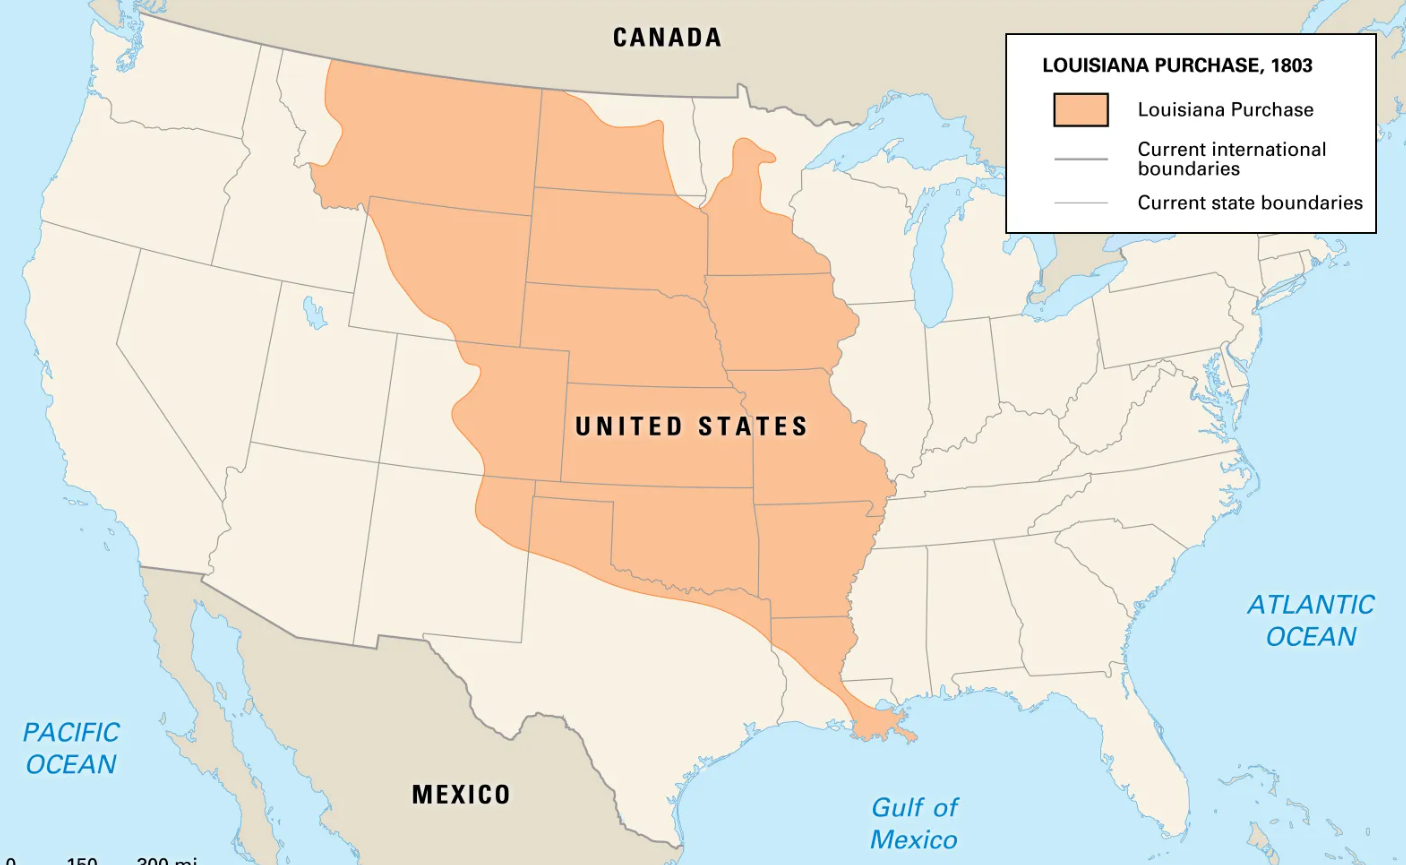 CANADA
LOUISIANA PURCHASE, 1803
Louisiana Purchase
Current international
boundaries
Current state boundaries
UNITED STATES
ATLANTIC
OCEAN
PACIFIC
OCEAN
MEXICO
Gulf of
Mexico
0 150 300 mi